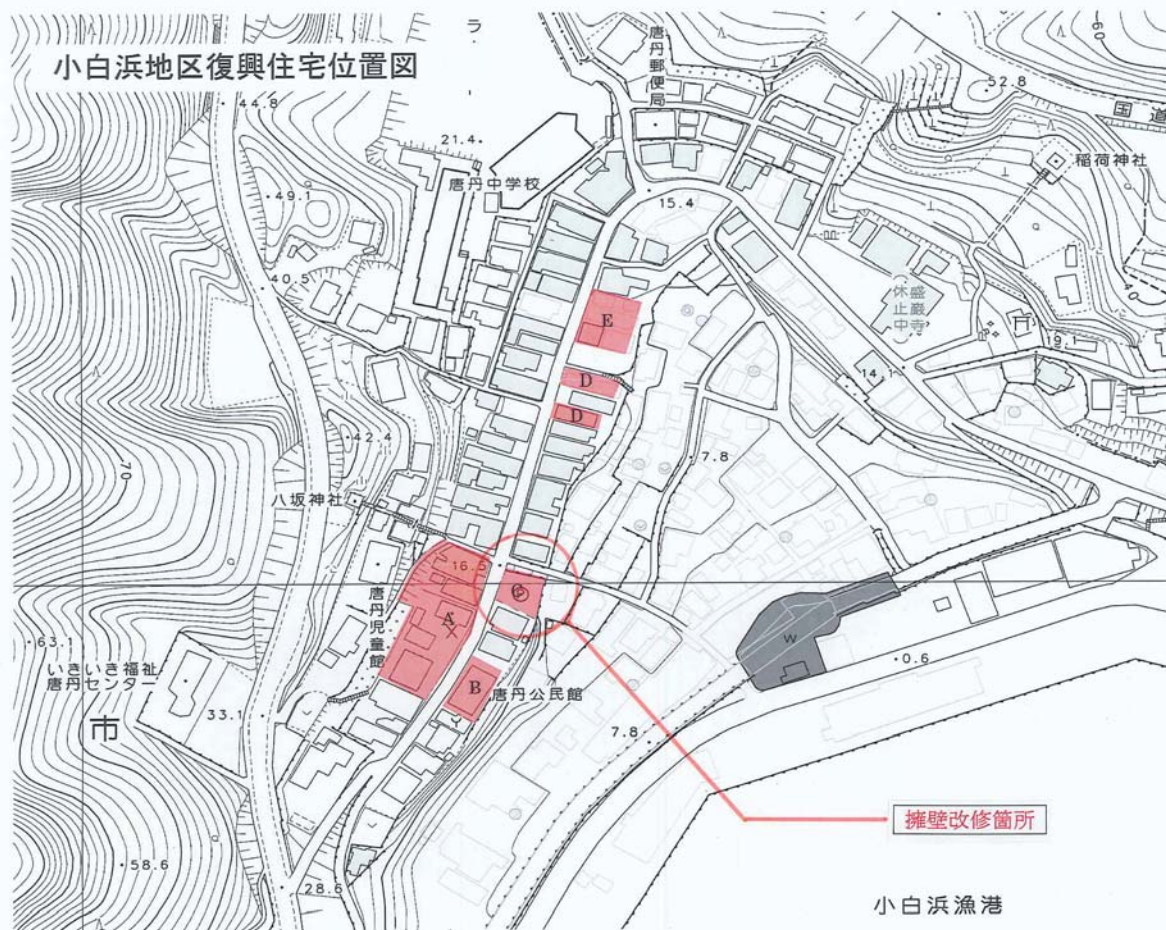 ラ
小白浜地区復興住宅位置図
唐丹郵便局
44.8
21.4
60
52.8
国道
唐丹中学校
稲荷神社
49.1
15.4
40.5
40
盛巌寺
休止中
E
19.1
D
14.1
D
42.4
70
7.8
八坂神社
16.5
C
唐丹児童館
A
W
63.1
いきいき福祉
唐丹センター
0.6
B
唐丹公民館
33.1
市
7.8
擁壁改修箇所
58.6
28.6
小白浜漁港